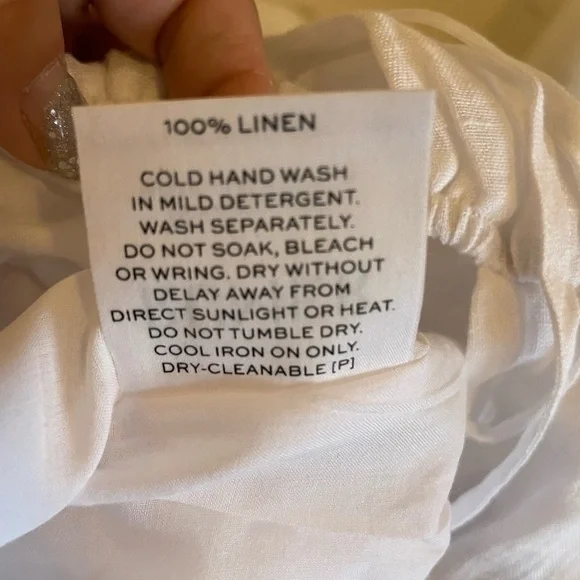 100% LINEN
COLD HAND WASH
IN MILD DETERGENT.
WASH SEPARATELY.
DO NOT SOAK, BLEACH
OR WRING. DRY WITHOUT
DELAY AWAY FROM
DIRECT SUNLIGHT OR HEAT.
DO NOT TUMBLE DRY.
COOL IRON ON ONLY.
DRY-CLEANABLE [P]